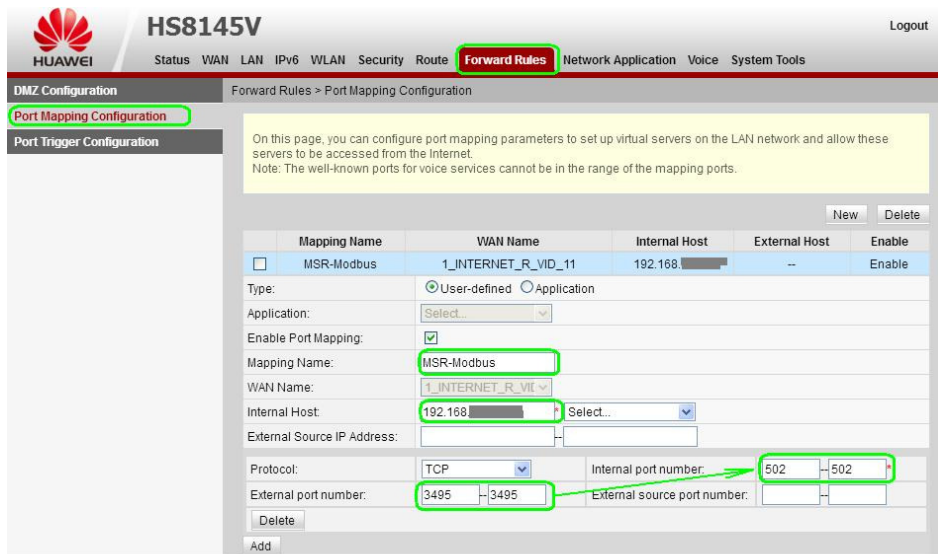 HUAWEI
HS8145V
Logout
Status WAN LAN IPv6 WLAN Security Route Forward Rules Network Application Voice System Tools
DMZ Configuration
Port Mapping Configuration
Port Trigger Configuration
Forward Rules > Port Mapping Configuration
On this page, you can configure port mapping parameters to set up virtual servers on the LAN network and allow these
servers to be accessed from the Internet.
Note: The well-known ports for voice services cannot be in the range of the mapping ports.
New Delete
Mapping Name WAN Name Internal Host External Host Enable
MSR-Modbus 1_INTERNET_R_VID_11 192.168. -- Enable
Type: User-defined Application
Application: Select...
Enable Port Mapping:
Mapping Name: MSR-Modbus
WAN Name: 1_INTERNET_R_VI
Internal Host: 192.168. * Select...
External Source IP Address: --
Protocol: TCP Internal port number: 502 --502 *
External port number: 3495 --3495 External source port number: --
Delete
Add